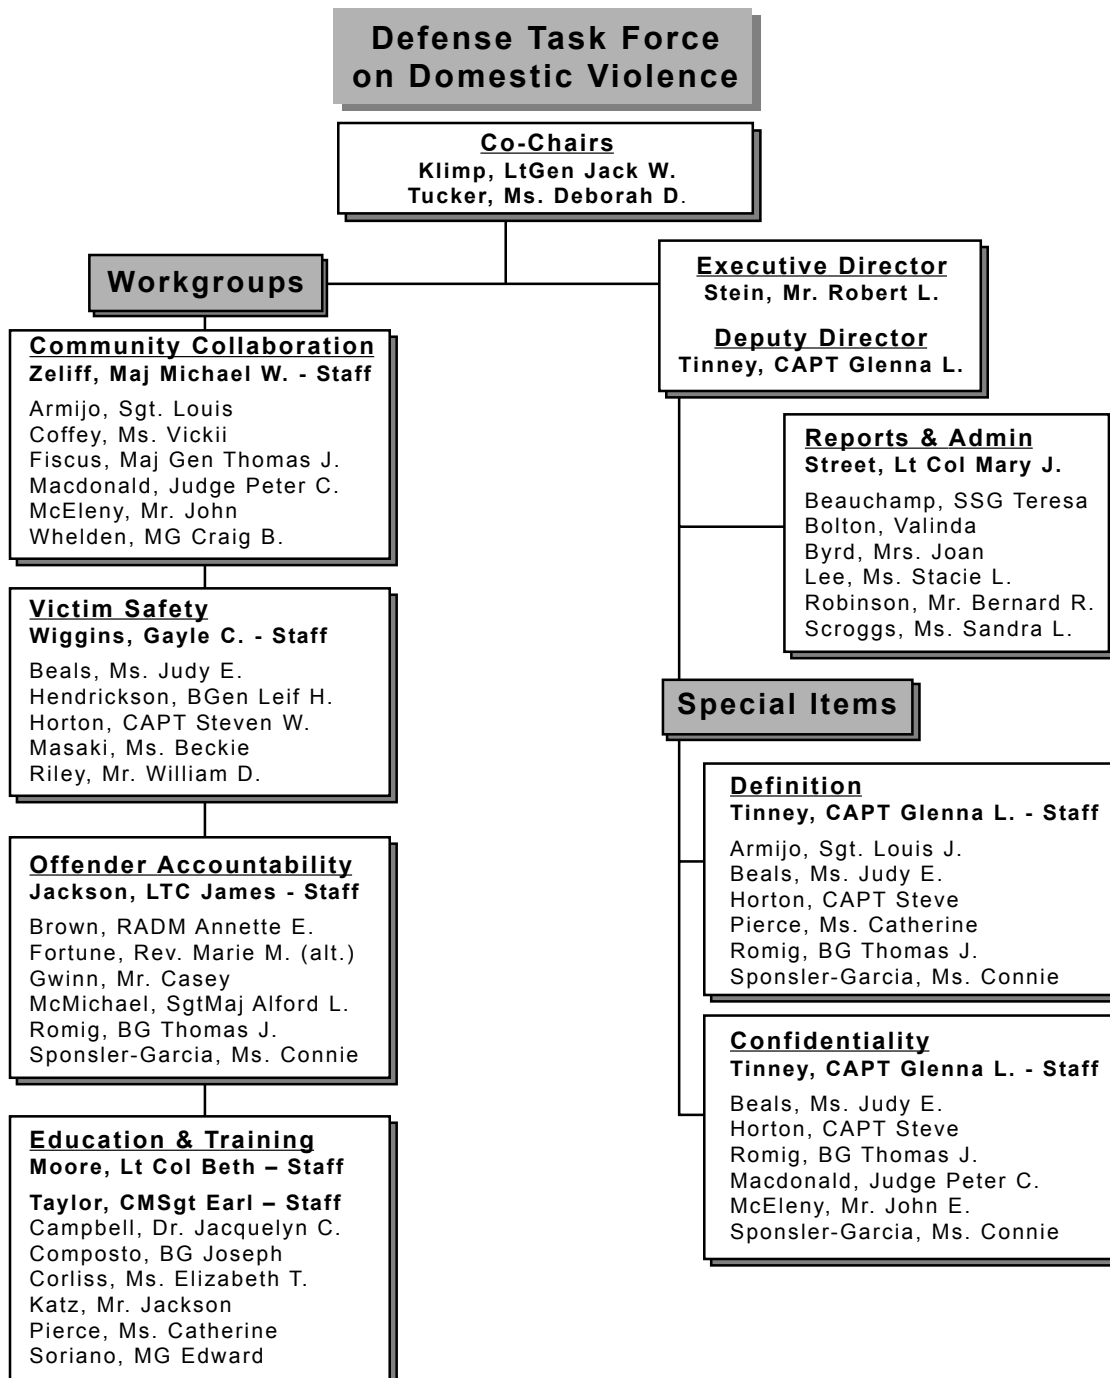 Defense Task Force
on Domestic Violence
Co-Chairs
Klimp, LtGen Jack W.
Tucker, Ms. Deborah D.
Workgroups
Community Collaboration
Zeliff, Maj Michael W. - Staff
Armijo, Sgt. Louis
Coffey, Ms. Vickii
Fiscus, Maj Gen Thomas J.
Macdonald, Judge Peter C.
McEleny, Mr. John
Whelden, MG Craig B.
Victim Safety
Wiggins, Gayle C. - Staff
Beals, Ms. Judy E.
Hendrickson, BGen Leif H.
Horton, CAPT Steven W.
Masaki, Ms. Beckie
Riley, Mr. William D.
Offender Accountability
Jackson, LTC James - Staff
Brown, RADM Annette E.
Fortune, Rev. Marie M. (alt.)
Gwinn, Mr. Casey
McMichael, SgtMaj Alford L.
Romig, BG Thomas J.
Sponsler-Garcia, Ms. Connie
Education & Training
Moore, Lt Col Beth – Staff
Taylor, CMSgt Earl – Staff
Campbell, Dr. Jacquelyn C.
Composto, BG Joseph
Corliss, Ms. Elizabeth T.
Katz, Mr. Jackson
Pierce, Ms. Catherine
Soriano, MG Edward
Executive Director
Stein, Mr. Robert L.
Deputy Director
Tinney, CAPT Glenna L.
Reports & Admin
Street, Lt Col Mary J.
Beauchamp, SSG Teresa
Bolton, Valinda
Byrd, Mrs. Joan
Lee, Ms. Stacie L.
Robinson, Mr. Bernard R.
Scroggs, Ms. Sandra L.
Special Items
Definition
Tinney, CAPT Glenna L. - Staff
Armijo, Sgt. Louis J.
Beals, Ms. Judy E.
Horton, CAPT Steve
Pierce, Ms. Catherine
Romig, BG Thomas J.
Sponsler-Garcia, Ms. Connie
Confidentiality
Tinney, CAPT Glenna L. - Staff
Beals, Ms. Judy E.
Horton, CAPT Steve
Romig, BG Thomas J.
Macdonald, Judge Peter C.
McEleny, Mr. John E.
Sponsler-Garcia, Ms. Connie